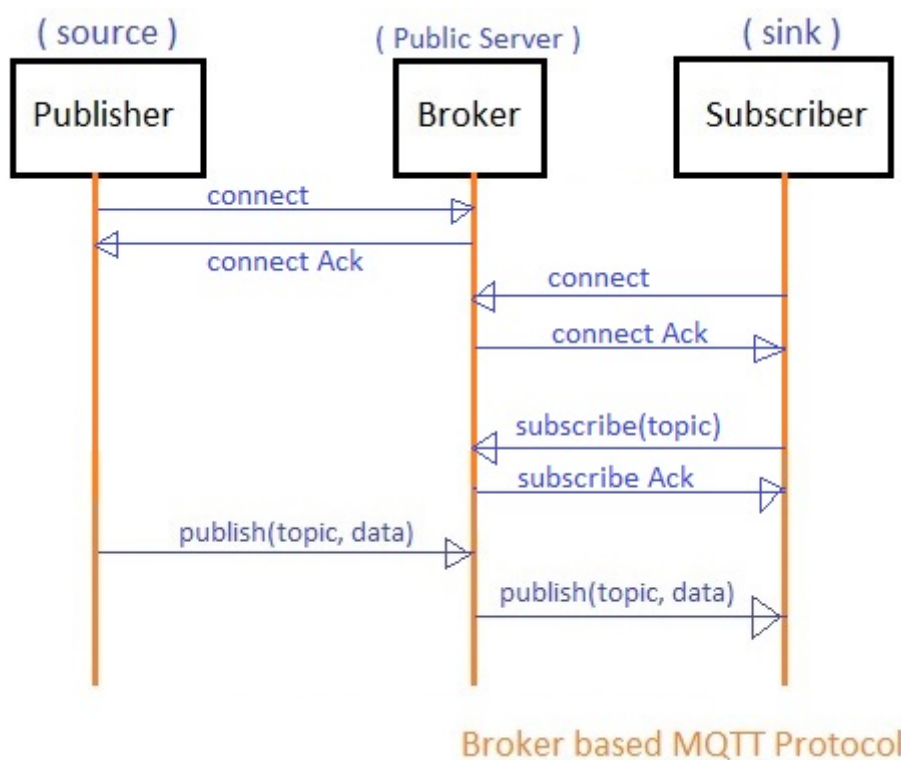 ( source )
( Public Server )
( sink )
Publisher
Broker
Subscriber
connect
connect Ack
connect
connect Ack
subscribe(topic)
subscribe Ack
publish(topic, data)
publish(topic, data)
Broker based MQTT Protocol